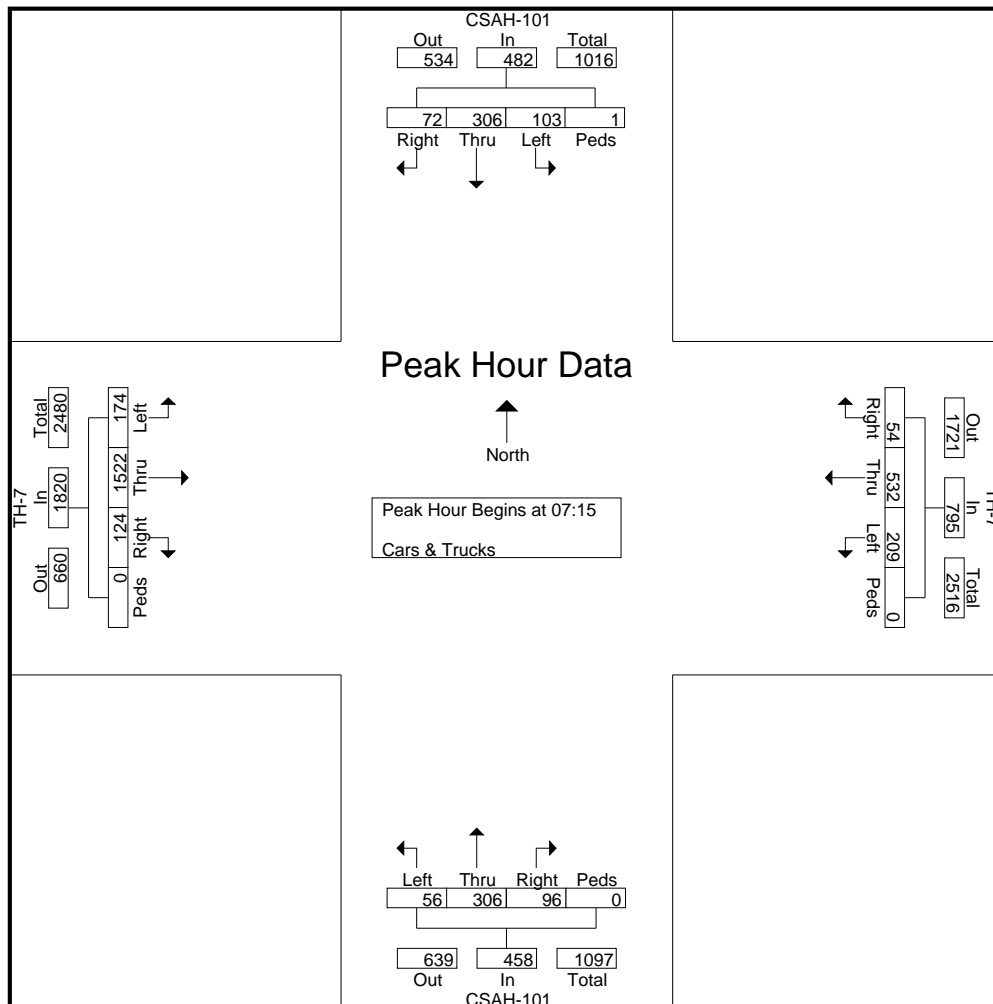 CSAH-101
Out In Total
534 482 1016
72 306 103 1
Right Thru Left Peds
Peak Hour Data
North
Peak Hour Begins at 07:15
Cars & Trucks
TH-7
Total In Out
2480 1820 660
174 1522 124 0
Left Thru Right Peds
Right Thru Left Peds
54 532 209 0
Out In Total
1721 795 2516
TH-7
Left Thru Right Peds
56 306 96 0
639 458 1097
Out In Total
CSAH-101